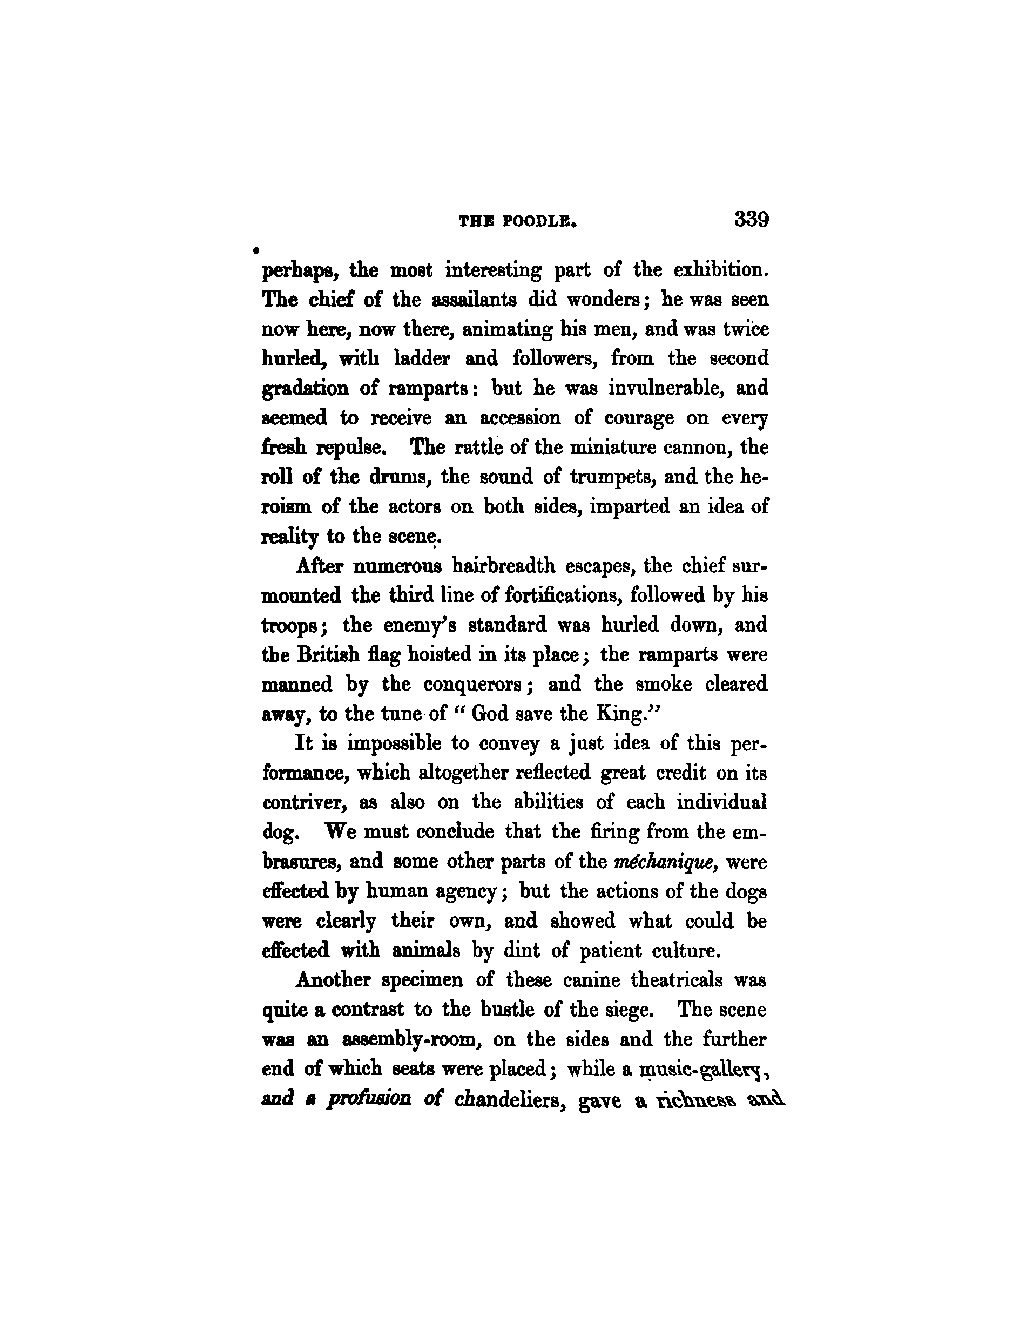 THE POODLE. 339
perhaps, the most interesting part of the exhibition.
The chief of the assailants did wonders; he was seen
now here, now there, animating his men, and was twice
hurled, with ladder and followers, from the second
gradation of ramparts: but he was invulnerable, and
seemed to receive an accession of courage on every
fresh repulse. The rattle of the miniature cannon, the
roll of the drums, the sound of trumpets, and the he-
roism of the actors on both sides, imparted an idea of
reality to the scene.
After numerous hairbreadth escapes, the chief sur-
mounted the third line of fortifications, followed by his
troops; the enemy's standard was hurled down, and
the British flag hoisted in its place; the ramparts were
manned by the conquerors; and the smoke cleared
away, to the tune of "God save the King."
It is impossible to convey a just idea of this per-
formance, which altogether reflected great credit on its
contriver, as also on the abilities of each individual
dog. We must conclude that the firing from the em-
brasures, and some other parts of the méchanique, were
effected by human agency; but the actions of the dogs
were clearly their own, and showed what could be
effected with animals by dint of patient culture.
Another specimen of these canine theatricals was
quite a contrast to the bustle of the siege. The scene
was an assembly-room, on the sides and the further
end of which seats were placed; while a music-gallery,
and a profusion of chandeliers, gave a richness and